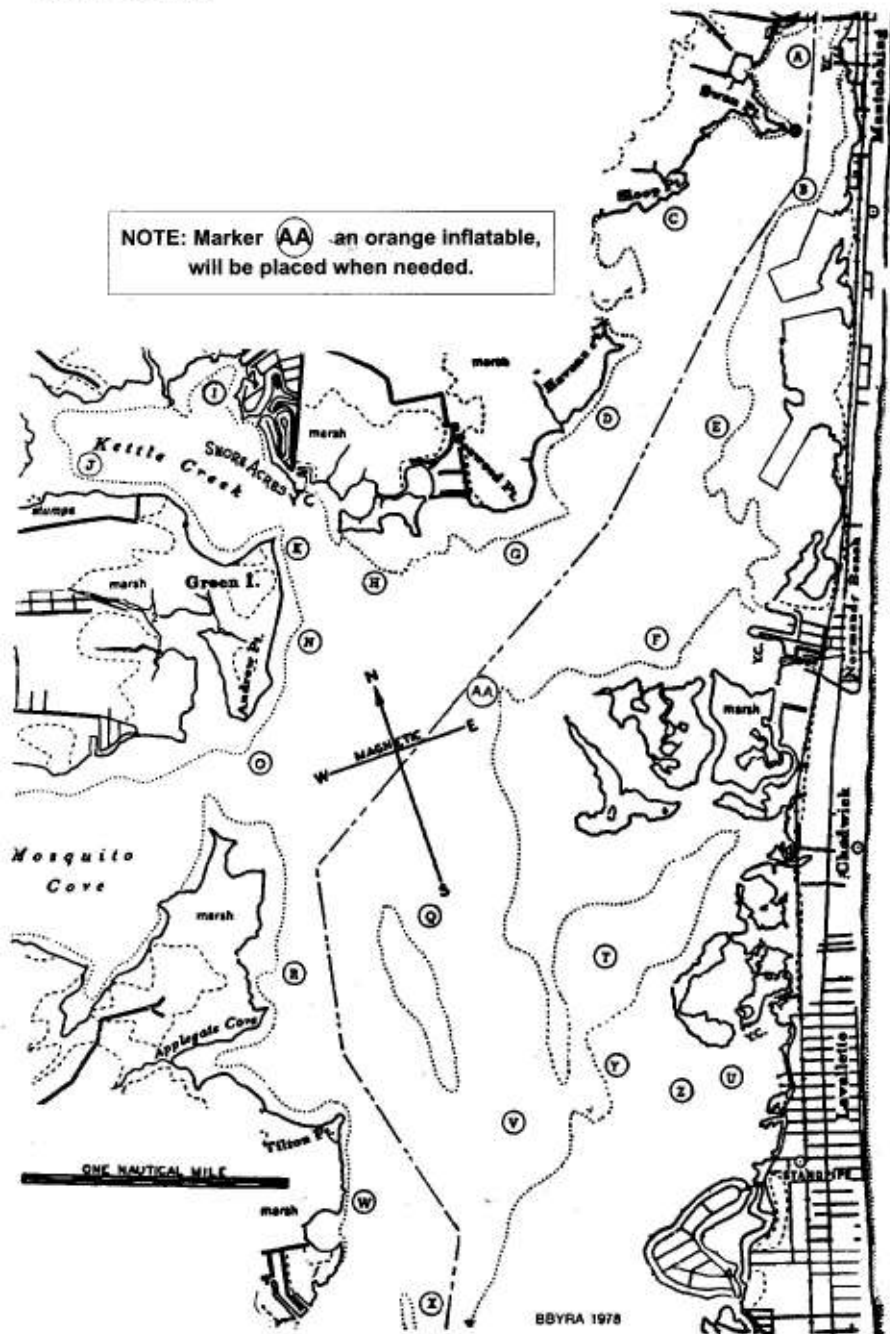 A
Y.C.
Mantoloking
Swan Pt.
B
C
NOTE: Marker AA an orange inflatable,
will be placed when needed.
marsh
I
D
E
Kettle Creek
SHORE ACRES
marsh
J
stumps
K
G
H
marsh
Green I.
Normandy Beach
N
F
Andrew Pt.
Y.C.
AA
N
marsh
MAGNETIC
E
W
O
Chadwick
Mosquito
Cove
S
Q
marsh
R
T
Applegate Cove
Y.C.
Lavallette
Y
Z
U
V
Tilton Pt.
ONE NAUTICAL MILE
STANDPIPE
W
marsh
X
BBYRA 1978